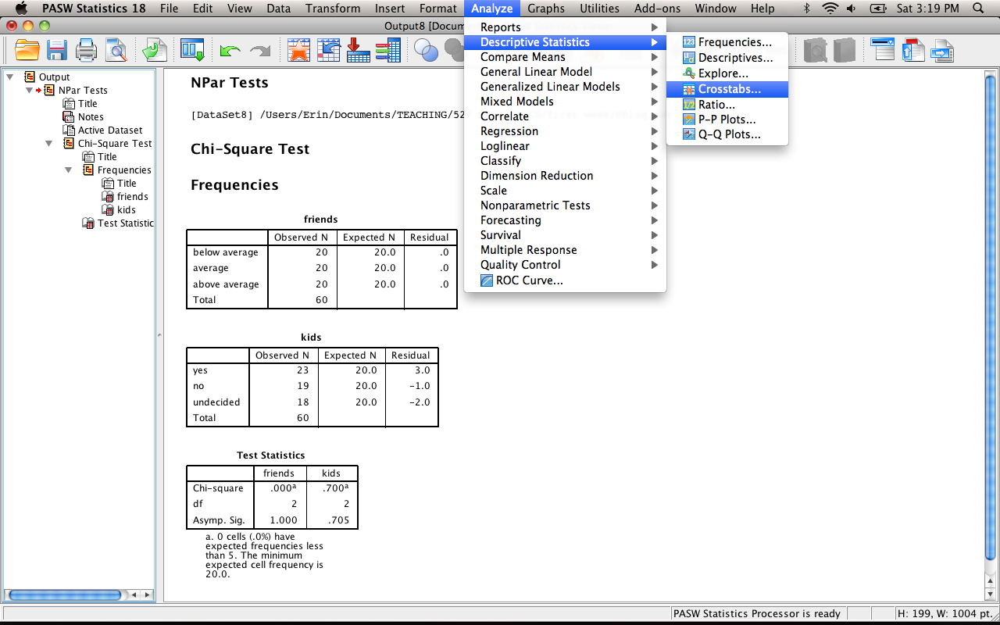 PASW Statistics 18 File Edit View Data Transform Insert Format Analyze Graphs Utilities Add-ons Window Help Sat 3:19 PM
Output8 [Docum
Reports
Descriptive Statistics
Compare Means
General Linear Model
Generalized Linear Models
Mixed Models
Correlate
Regression
Loglinear
Classify
Dimension Reduction
Scale
Nonparametric Tests
Forecasting
Survival
Multiple Response
Quality Control
ROC Curve...
Frequencies...
Descriptives...
Explore...
Crosstabs...
Ratio...
P-P Plots...
Q-Q Plots...
Output
NPar Tests
Title
Notes
Active Dataset
Chi-Square Test
Title
Frequencies
Title
friends
kids
Test Statistic
NPar Tests
[DataSet8] /Users/Erin/Documents/TEACHING/52
Chi-Square Test
Frequencies
friends
Observed N Expected N Residual
below average 20 20.0 .0
average 20 20.0 .0
above average 20 20.0 .0
Total 60
kids
Observed N Expected N Residual
yes 23 20.0 3.0
no 19 20.0 -1.0
undecided 18 20.0 -2.0
Total 60
Test Statistics
friends kids
Chi-square .000a .700a
df 2 2
Asymp. Sig. 1.000 .705
a. 0 cells (.0%) have
expected frequencies less
than 5. The minimum
expected cell frequency is
20.0.
PASW Statistics Processor is ready H: 199, W: 1004 pt.